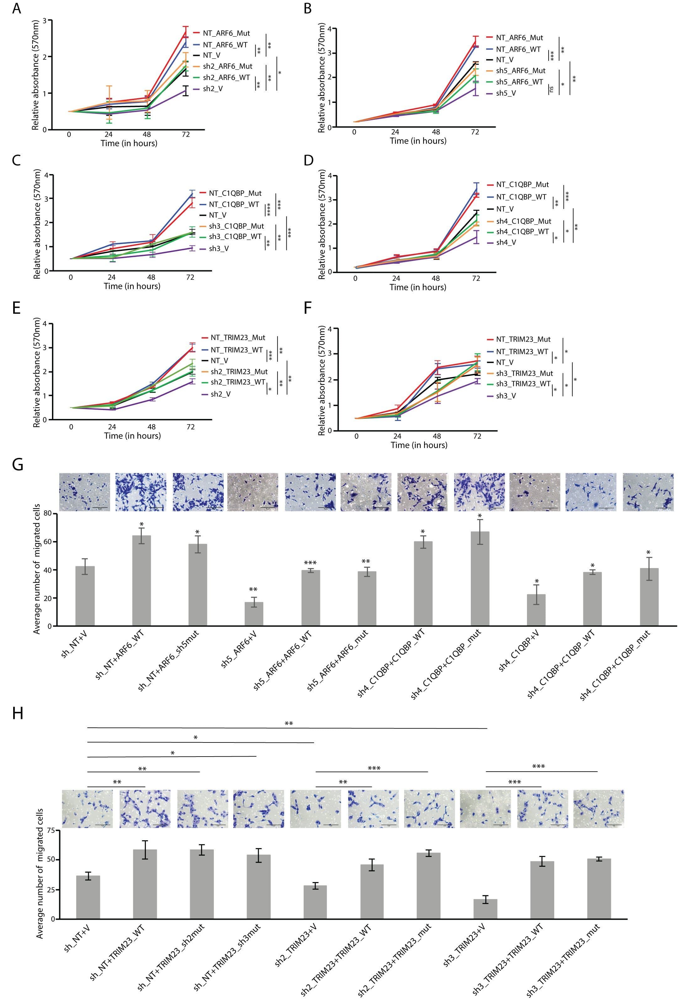 A
Relative absorbance (570nm)
3
2
1
0
0 24 48 72
Time (in hours)
NT_ARF6_Mut
NT_ARF6_WT
NT_V
sh2_ARF6_Mut
sh2_ARF6_WT
sh2_V
**
**
**
**
*
B
Relative absorbance (570nm)
4
3
2
1
0
0 24 48 72
Time (in hours)
NT_ARF6_Mut
NT_ARF6_WT
NT_V
sh5_ARF6_Mut
sh5_ARF6_WT
sh5_V
***
**
ns
*
**
C
Relative absorbance (570nm)
4
3
2
1
0
0 24 48 72
Time (in hours)
NT_C1QBP_Mut
NT_C1QBP_WT
NT_V
sh3_C1QBP_Mut
sh3_C1QBP_WT
sh3_V
****
***
**
**
***
D
Relative absorbance (570nm)
4
3
2
1
0
0 24 48 72
Time (in hours)
NT_C1QBP_Mut
NT_C1QBP_WT
NT_V
sh4_C1QBP_Mut
sh4_C1QBP_WT
sh4_V
**
***
*
*
**
E
Relative absorbance (570nm)
4
3
2
1
0
0 24 48 72
Time (in hours)
NT_TRIM23_Mut
NT_TRIM23_WT
NT_V
sh2_TRIM23_Mut
sh2_TRIM23_WT
sh2_V
***
**
*
**
**
F
Relative absorbance (570nm)
4
3
2
1
0
0 24 48 72
Time (in hours)
NT_TRIM23_Mut
NT_TRIM23_WT
NT_V
sh3_TRIM23_Mut
sh3_TRIM23_WT
sh3_V
*
*
*
*
*
G
Average number of migrated cells
80
60
40
20
0
* * ** *** ** * * * * *
sh_NT+V
sh_NT+ARF6_WT
sh_NT+ARF6_sh5mut
sh5_ARF6+V
sh5_ARF6+ARF6_WT
sh5_ARF6+ARF6_mut
sh4_C1QBP+C1QBP_WT
sh4_C1QBP+C1QBP_mut
sh4_C1QBP+V
sh4_C1QBP+C1QBP_WT
sh4_C1QBP+C1QBP_mut
H
**
*
*
** *** ***
** ** ***
Average number of migrated cells
75
50
25
0
sh_NT+V
sh_NT+TRIM23_WT
sh_NT+TRIM23_sh2mut
sh_NT+TRIM23_sh3mut
sh2_TRIM23+V
sh2_TRIM23+TRIM23_WT
sh2_TRIM23+TRIM23_mut
sh3_TRIM23+V
sh3_TRIM23+TRIM23_WT
sh3_TRIM23+TRIM23_mut